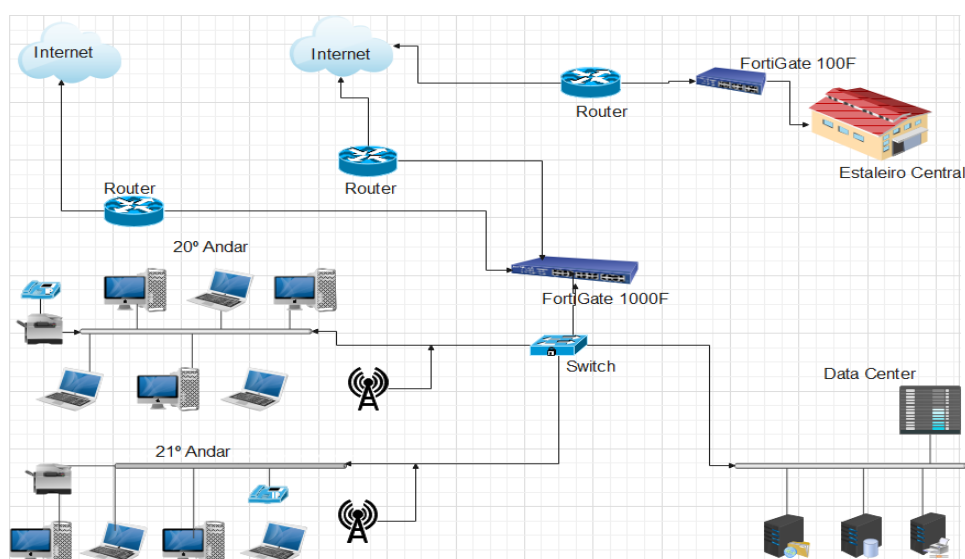 Internet
Internet
FortiGate 100F
Router
Estaleiro Central
Router
Router
20º Andar
FortiGate 1000F
Switch
Data Center
21º Andar